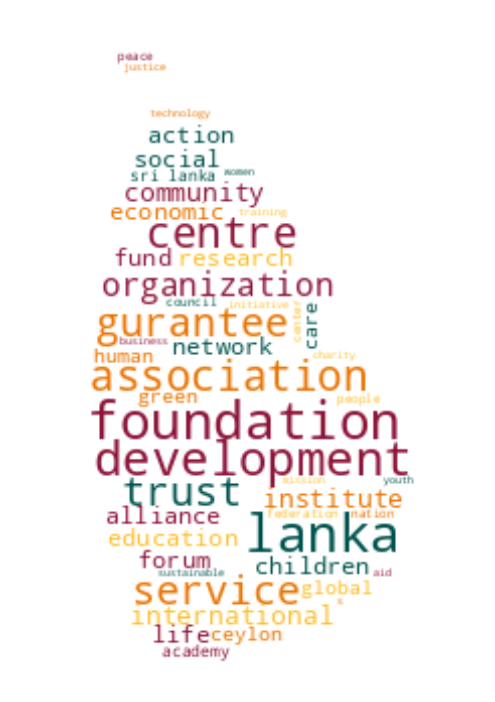 peace
justice
technology
action
social
women
sri lanka
community
economic
training
centre
fund research
organization
council initiative
gurantee
center
care
business
network
human
charity
association
green
people
foundation
development
mission
youth
trust
institute
alliance
federation nation
lanka
education
forum
children
sustainable
aid
service
global
s
international
life ceylon
academy